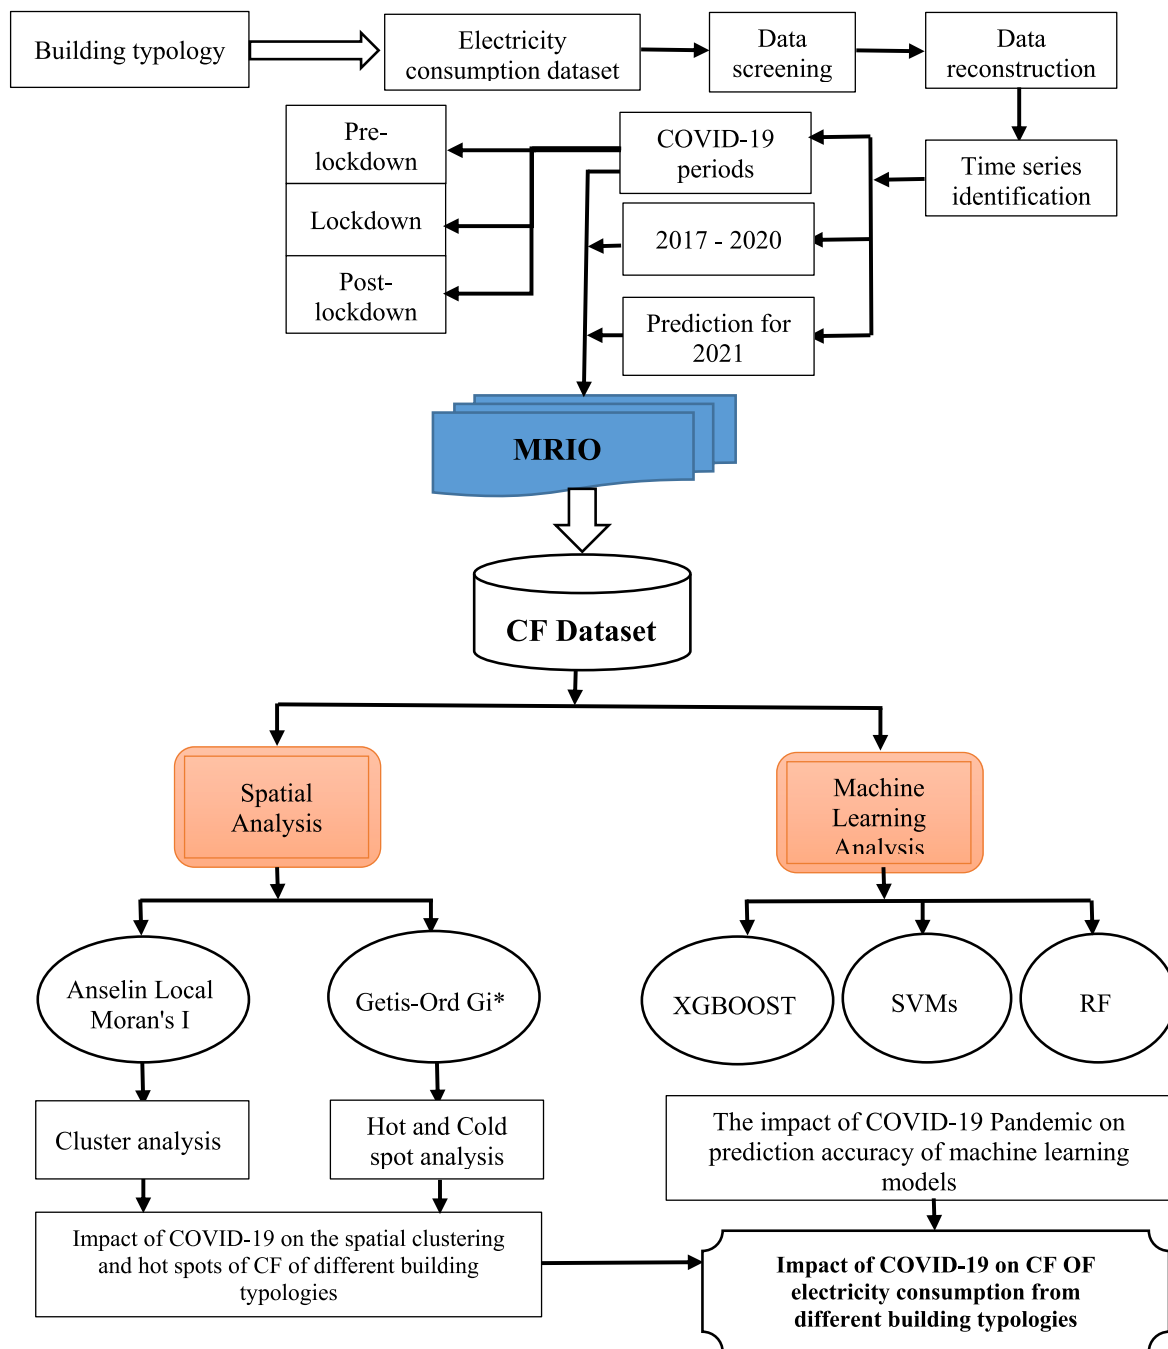 Building typology
Electricity
consumption dataset
Data
screening
Data
reconstruction
Pre-
lockdown
COVID-19
periods
Time series
identification
Lockdown
2017 - 2020
Post-
lockdown
Prediction for
2021
MRIO
CF Dataset
Spatial
Analysis
Machine
Learning
Analysis
Anselin Local
Moran's I
Getis-Ord Gi*
XGBOOST
SVMs
RF
Cluster analysis
Hot and Cold
spot analysis
The impact of COVID-19 Pandemic on
prediction accuracy of machine learning
models
Impact of COVID-19 on the spatial clustering
and hot spots of CF of different building
typologies
Impact of COVID-19 on CF OF
electricity consumption from
different building typologies